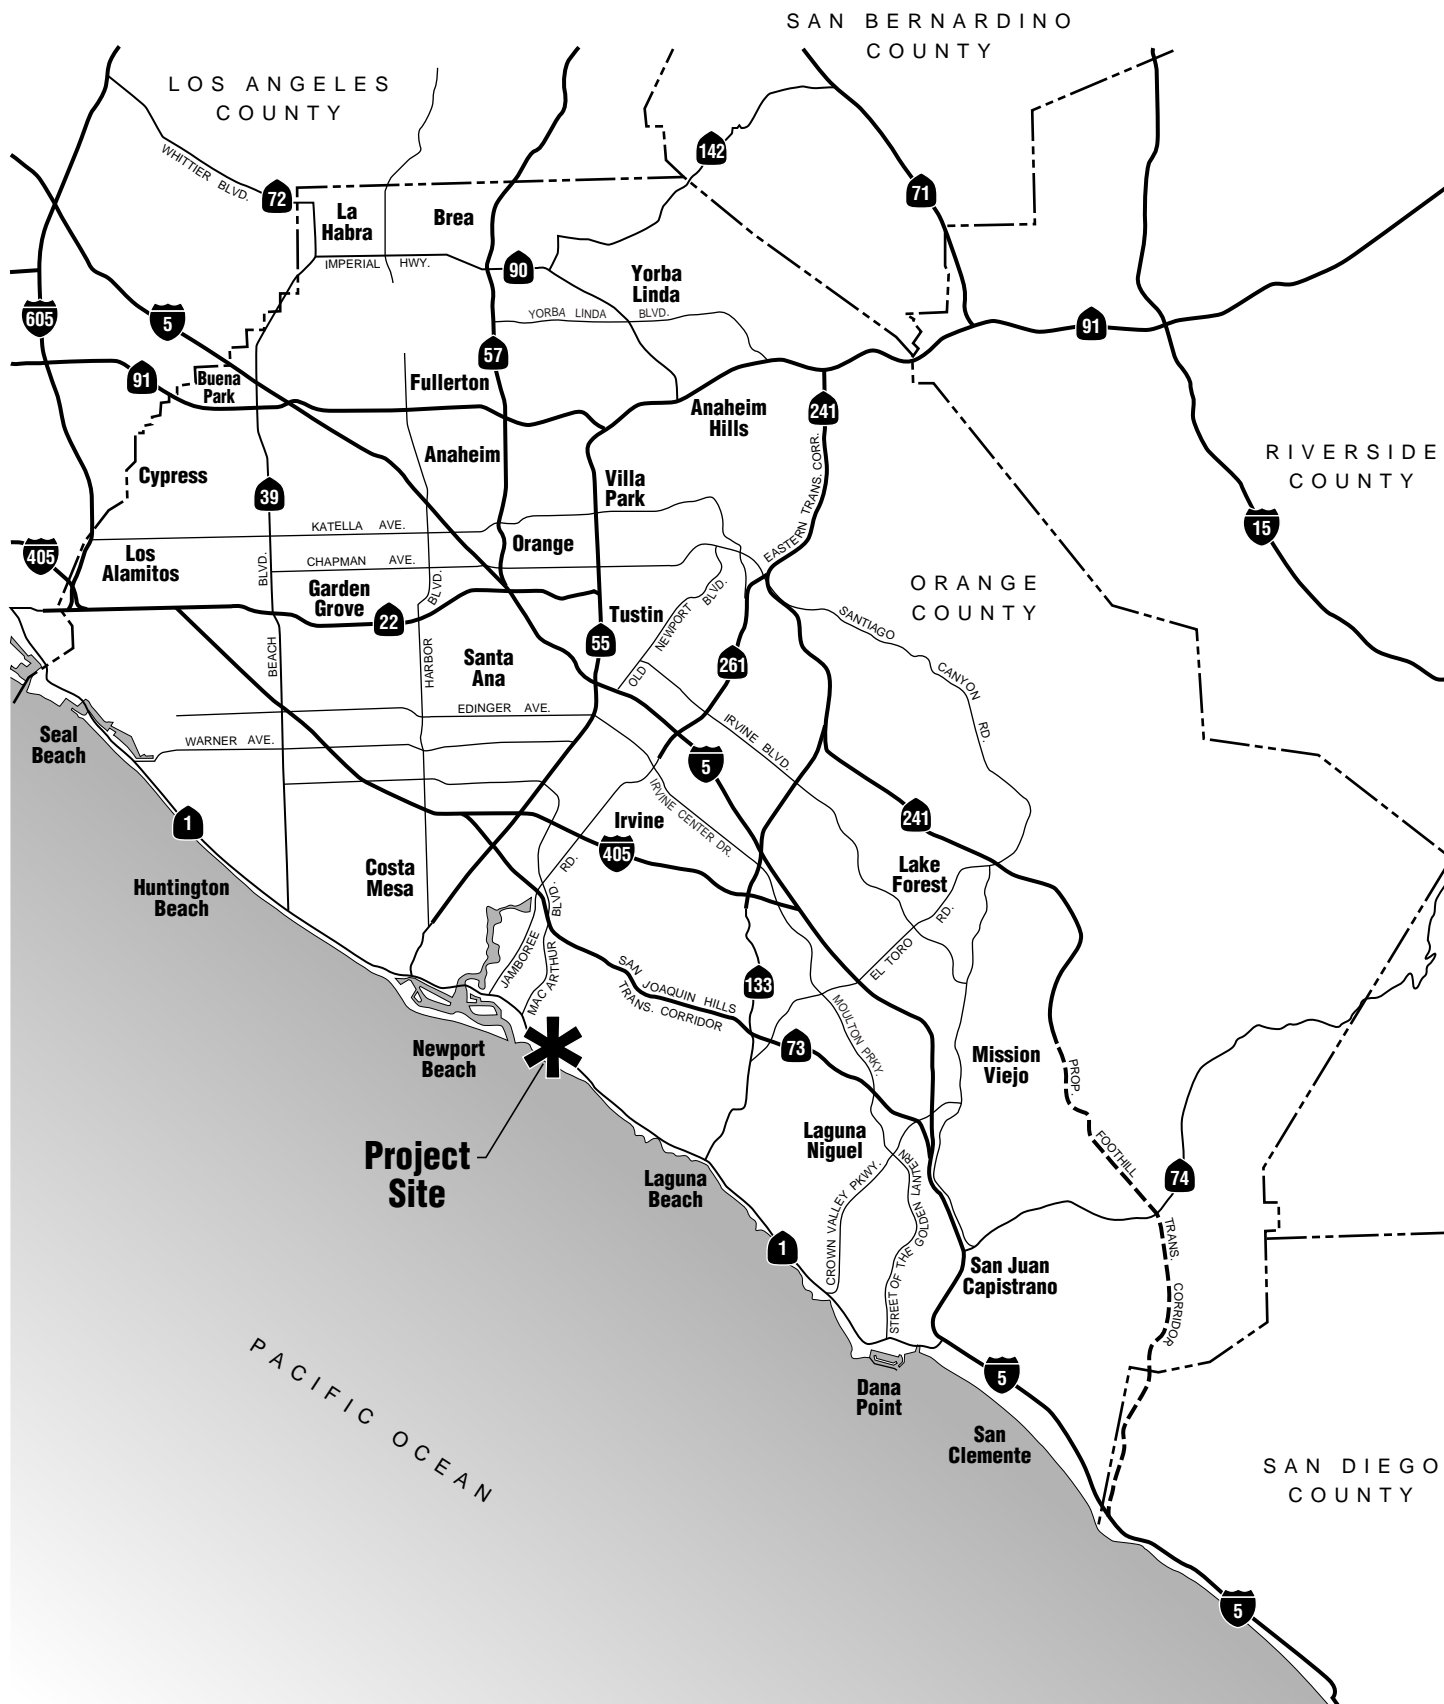 SAN BERNARDINO
COUNTY
LOS ANGELES
COUNTY
142
WHITTIER BLVD.
72
71
La
Habra
Brea
IMPERIAL HWY.
90
Yorba
Linda
605
5
YORBA LINDA BLVD.
91
57
91
Buena
Park
Fullerton
Anaheim
Hills
241
Anaheim
EASTERN TRANS. CORR.
RIVERSIDE
COUNTY
Cypress
Villa
Park
39
KATELLA AVE.
15
Orange
405
Los
Alamitos
BLVD.
CHAPMAN AVE.
Garden
Grove
BLVD.
22
NEWPORT BLVD.
OLD
ORANGE
COUNTY
Tustin
SANTIAGO
CANYON
RD.
55
BEACH
HARBOR
Santa
Ana
261
EDINGER AVE.
Seal
Beach
WARNER AVE.
IRVINE BLVD.
5
IRVINE CENTER DR.
1
Irvine
241
405
Costa
Mesa
Lake
Forest
Huntington
Beach
JAMBOREE
RD.
MAC ARTHUR
BLVD.
EL TORO
RD.
SAN JOAQUIN HILLS
TRANS. CORRIDOR
133
MOULTON PRKY.
73
Newport
Beach
Mission
Viejo
PROP.
FOOTHILL
TRANS.
CORRIDOR
Project
Site
Laguna
Niguel
Laguna
Beach
74
CROWN VALLEY PKWY.
STREET OF THE GOLDEN LANTERN
1
San Juan
Capistrano
PACIFIC OCEAN
5
Dana
Point
San
Clemente
SAN DIEGO
COUNTY
5